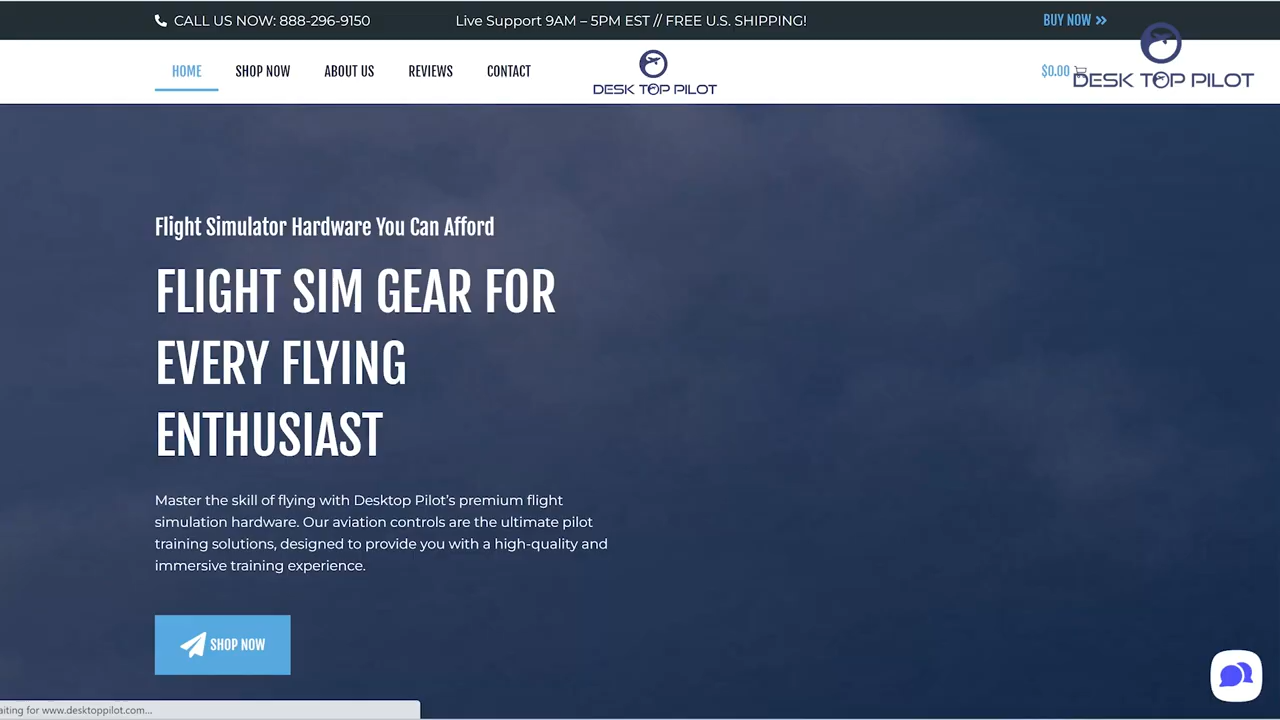 CALL US NOW: 888-296-9150
Live Support 9AM – 5PM EST // FREE U.S. SHIPPING!
BUY NOW
HOME
SHOP NOW
ABOUT US
REVIEWS
CONTACT
DESK TOP PILOT
$0.00
DESK TOP PILOT
Flight Simulator Hardware You Can Afford
FLIGHT SIM GEAR FOR
EVERY FLYING
ENTHUSIAST
Master the skill of flying with Desktop Pilot’s premium flight
simulation hardware. Our aviation controls are the ultimate pilot
training solutions, designed to provide you with a high-quality and
immersive training experience.
SHOP NOW
aiting for www.desktoppilot.com...